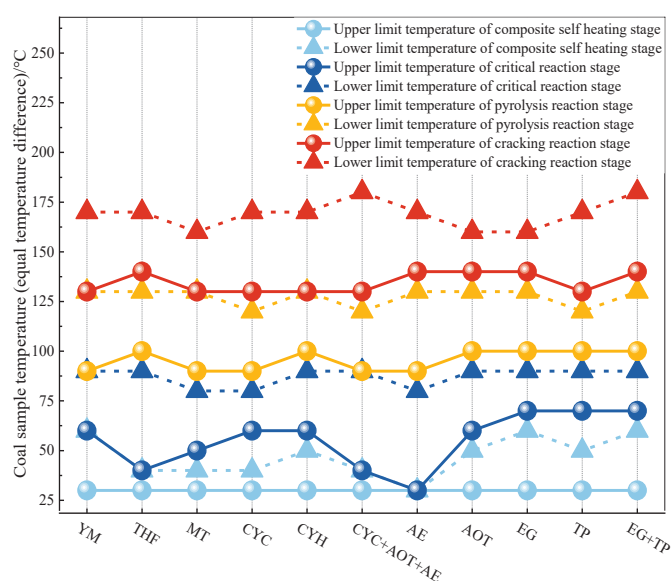 Coal sample temperature (equal temperature difference)/°C
250
225
200
175
150
125
100
75
50
25
Upper limit temperature of composite self heating stage
Lower limit temperature of composite self heating stage
Upper limit temperature of critical reaction stage
Lower limit temperature of critical reaction stage
Upper limit temperature of pyrolysis reaction stage
Lower limit temperature of pyrolysis reaction stage
Upper limit temperature of cracking reaction stage
Lower limit temperature of cracking reaction stage
YM
THF
MT
CYC
CYH
CYC+AOT+AE
AE
AOT
EG
TP
EG+TP